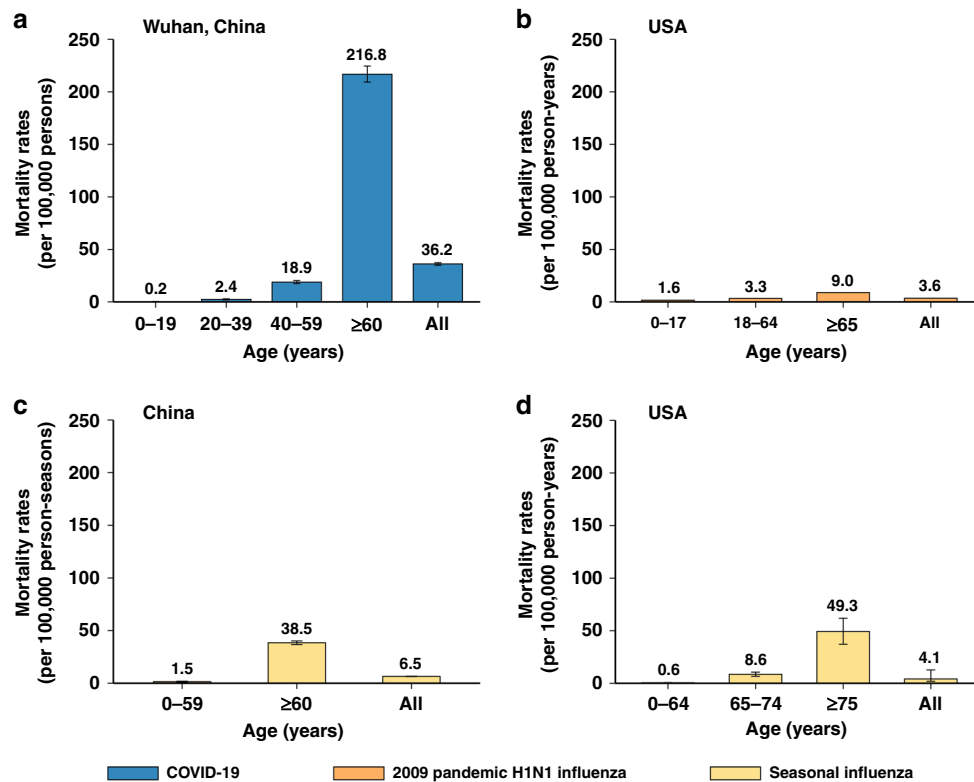 a
Wuhan, China
Mortality rates
(per 100,000 persons)
250
200
150
100
50
0
0.2
2.4
18.9
216.8
36.2
0–19
20–39
40–59
≥60
All
Age (years)
b
USA
Mortality rates
(per 100,000 person-years)
250
200
150
100
50
0
1.6
3.3
9.0
3.6
0–17
18–64
≥65
All
Age (years)
c
China
Mortality rates
(per 100,000 person-seasons)
250
200
150
100
50
0
1.5
38.5
6.5
0–59
≥60
All
Age (years)
d
USA
Mortality rates
(per 100,000 person-years)
250
200
150
100
50
0
0.6
8.6
49.3
4.1
0–64
65–74
≥75
All
Age (years)
COVID-19
2009 pandemic H1N1 influenza
Seasonal influenza